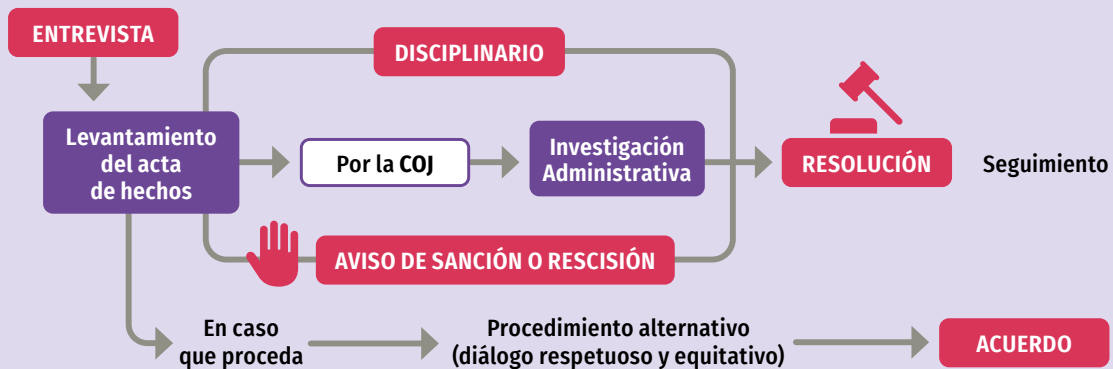 ENTREVISTA
DISCIPLINARIO
Levantamiento
del acta
de hechos
Por la COJ
Investigación
Administrativa
RESOLUCIÓN
Seguimiento
AVISO DE SANCIÓN O RESCISIÓN
En caso
que proceda
Procedimiento alternativo
(diálogo respetuoso y equitativo)
ACUERDO